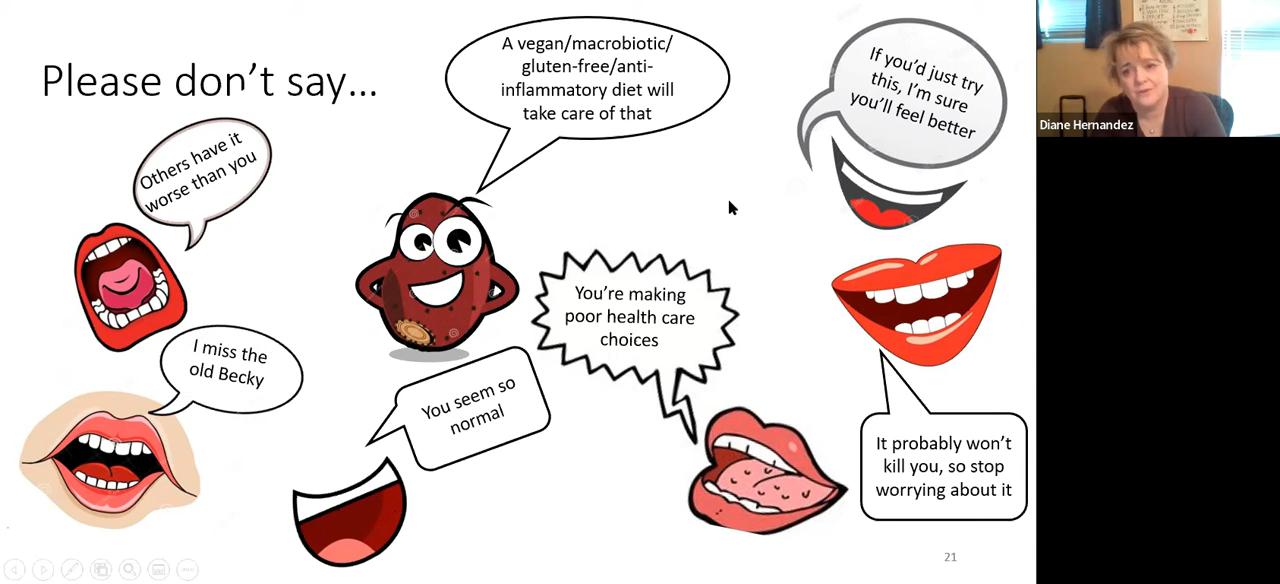 Please don't say...
A vegan/macrobiotic/
gluten-free/anti-
inflammatory diet will
take care of that
If you'd just try
this, I'm sure
you'll feel better
Diane Hernandez
Others have it
worse than you
You're making
poor health care
choices
I miss the
old Becky
You seem so
normal
It probably won't
kill you, so stop
worrying about it
21